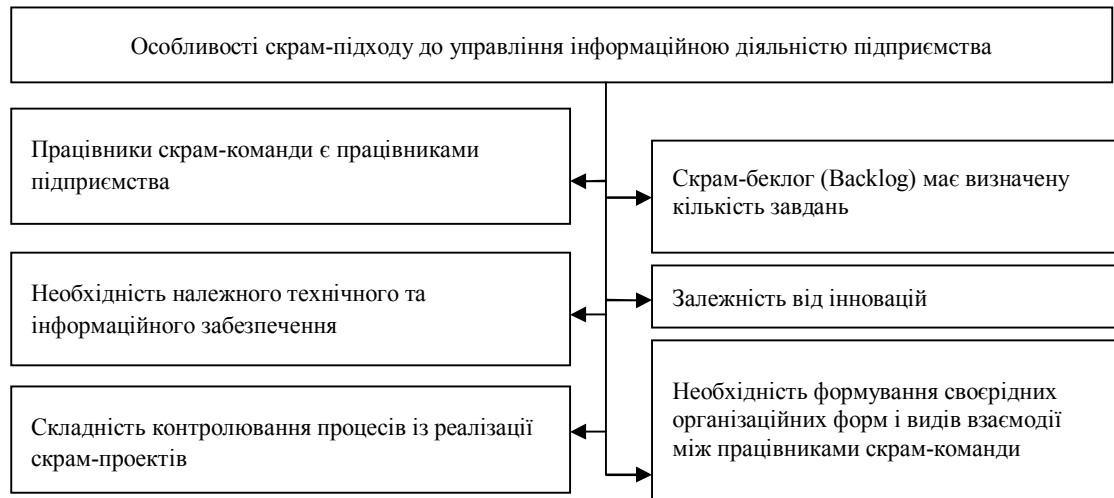 Особливості скрам-підходу до управління інформаційною діяльністю підприємства
Працівники скрам-команди є працівниками
підприємства
Скрам-беклог (Backlog) має визначену
кількість завдань
Необхідність належного технічного та
інформаційного забезпечення
Залежність від інновацій
Складність контролювання процесів із реалізації
скрам-проектів
Необхідність формування своєрідних
організаційних форм і видів взаємодії
між працівниками скрам-команди